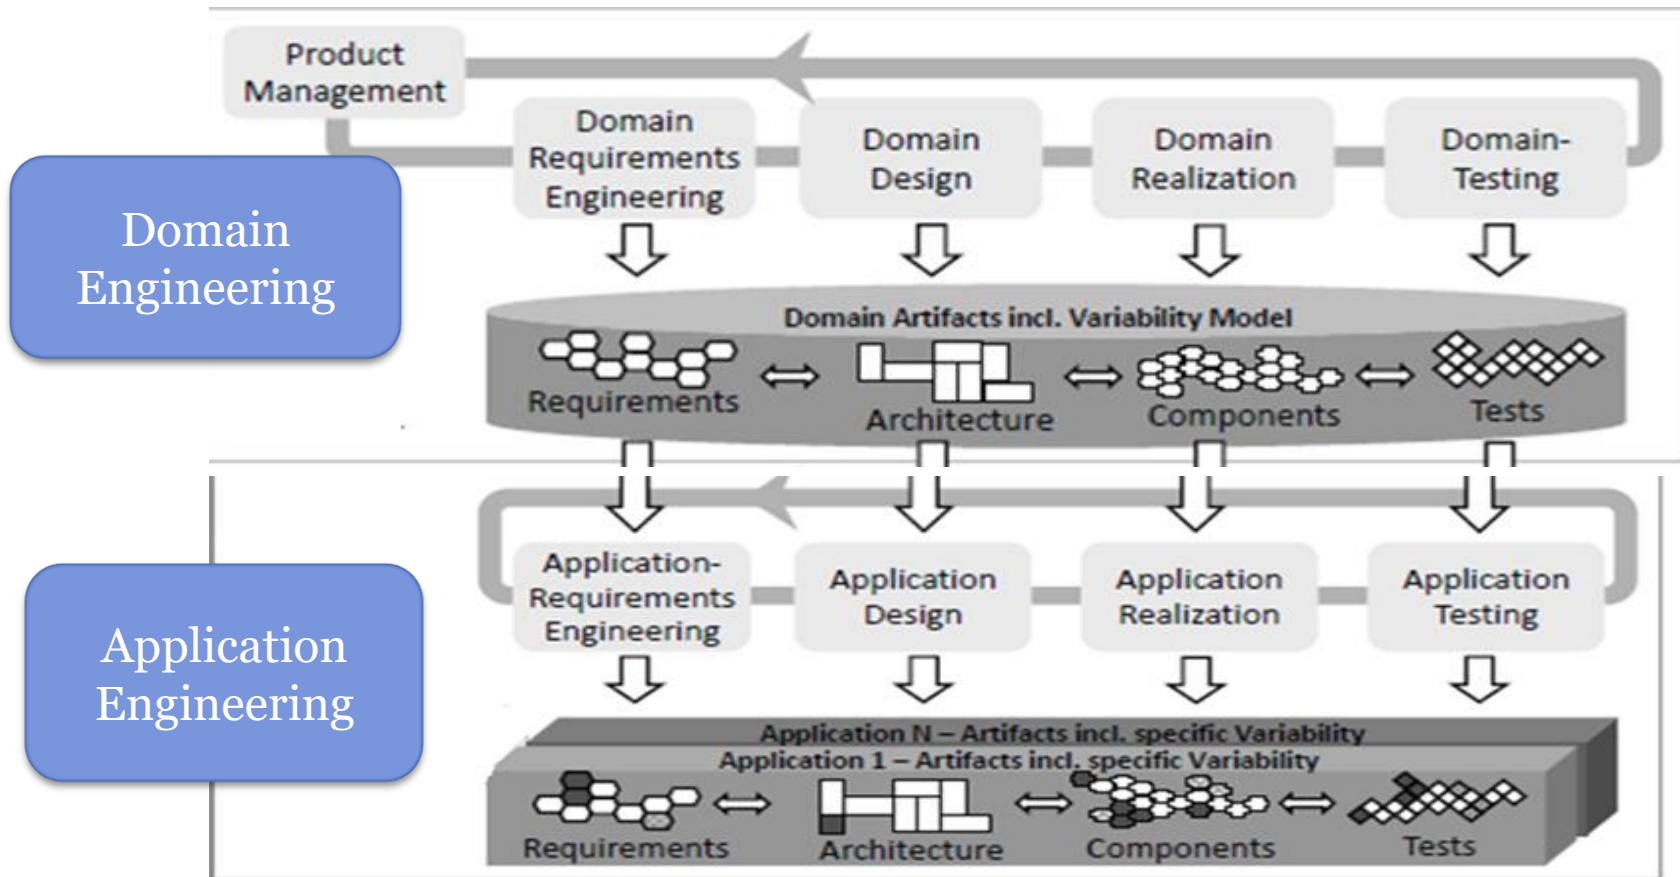 Product
Management
Domain
Requirements
Engineering
Domain
Design
Domain
Realization
Domain-
Testing
Domain
Engineering
Domain Artifacts incl. Variability Model
Requirements
Architecture
Components
Tests
Application-
Requirements
Engineering
Application
Design
Application
Realization
Application
Testing
Application
Engineering
Application N – Artifacts incl. specific Variability
Application 1 – Artifacts incl. specific Variability
Requirements
Architecture
Components
Tests